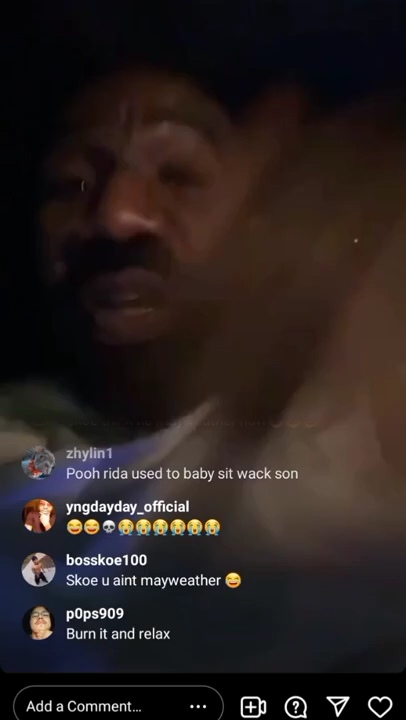 zhylin1
Pooh rida used to baby sit wack son
yngdayday_official
😂😂💀😭😭😭😭😭😭
bosskoe100
Skoe u aint mayweather 😂
p0ps909
Burn it and relax
Add a Comment...